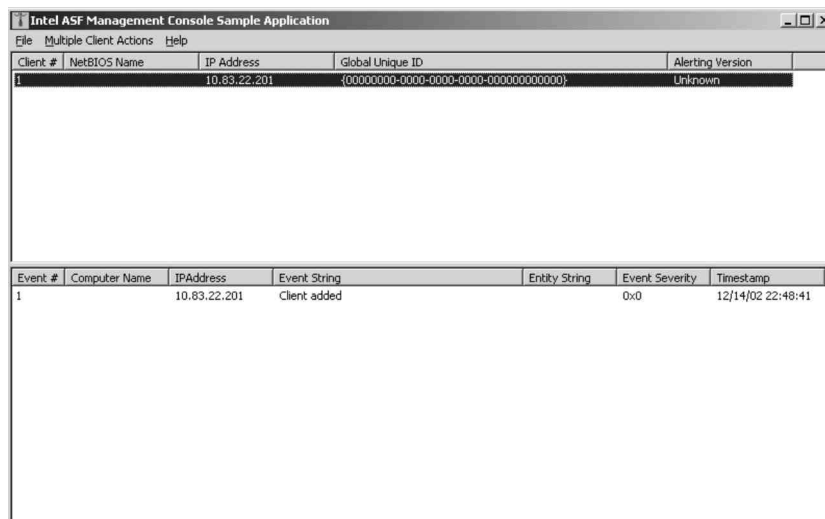 Intel ASF Management Console Sample Application
File Multiple Client Actions Help
Client # NetBIOS Name IP Address Global Unique ID Alerting Version
1 10.83.22.201 {00000000-0000-0000-0000-000000000000} Unknown
Event # Computer Name IPAddress Event String Entity String Event Severity Timestamp
1 10.83.22.201 Client added 0x0 12/14/02 22:48:41